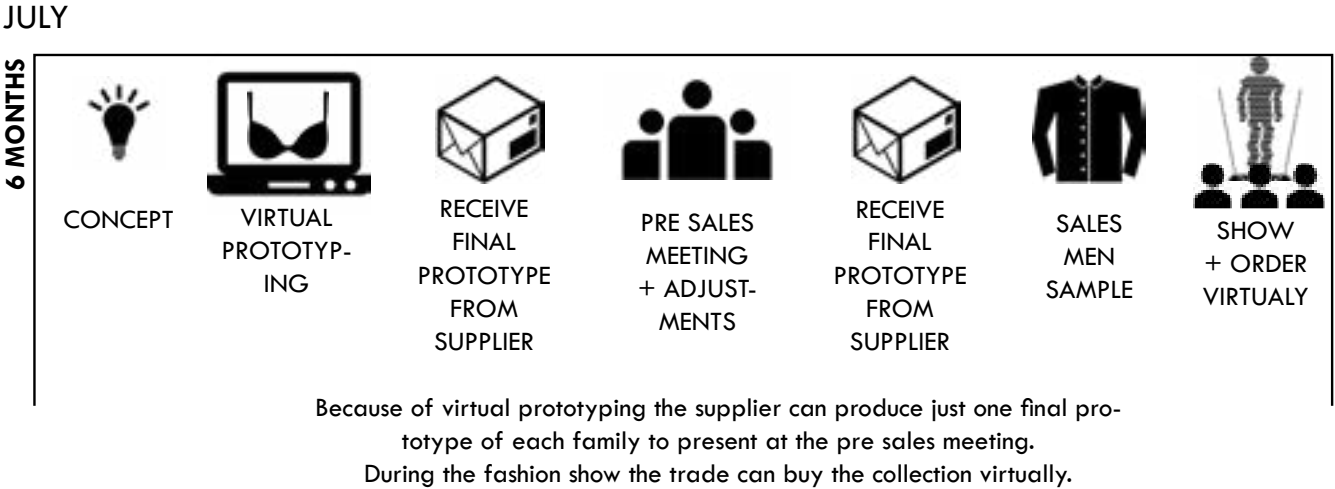 JULY
6 MONTHS
CONCEPT
VIRTUAL
PROTOTYP-
ING
RECEIVE
FINAL
PROTOTYPE
FROM
SUPPLIER
PRE SALES
MEETING
+ ADJUST-
MENTS
RECEIVE
FINAL
PROTOTYPE
FROM
SUPPLIER
SALES
MEN
SAMPLE
SHOW
+ ORDER
VIRTUALY
Because of virtual prototyping the supplier can produce just one final pro-
totype of each family to present at the pre sales meeting.
During the fashion show the trade can buy the collection virtually.